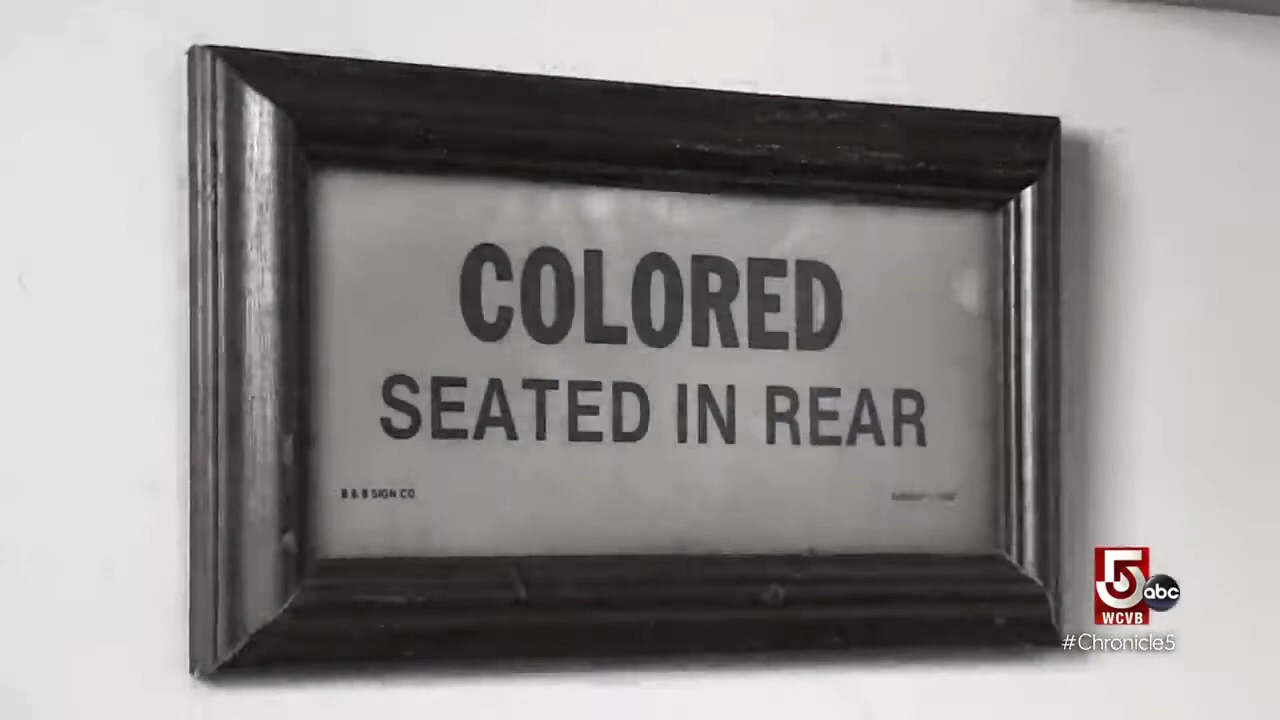 COLORED
SEATED IN REAR
B & B SIGN CO.
5
abc
WCVB
#Chronicle5